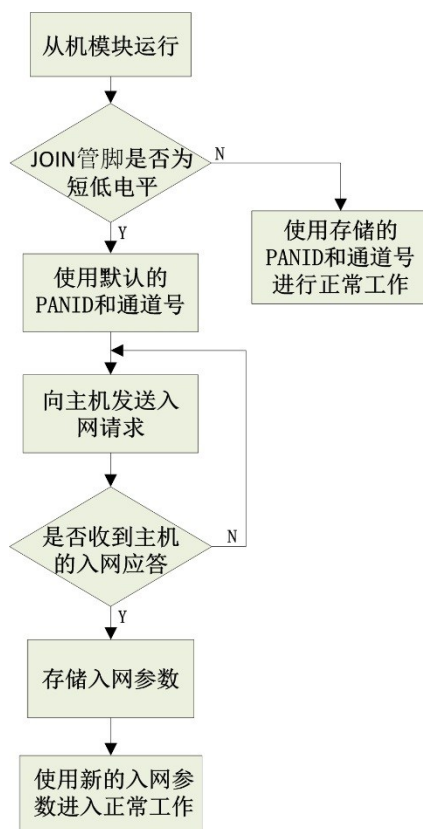 从机模块运行
JOIN管脚是否为
短低电平
N
Y
使用存储的
PANID和通道号
进行正常工作
使用默认的
PANID和通道号
向主机发送入
网请求
是否收到主机
的入网应答
N
Y
存储入网参数
使用新的入网参
数进入正常工作